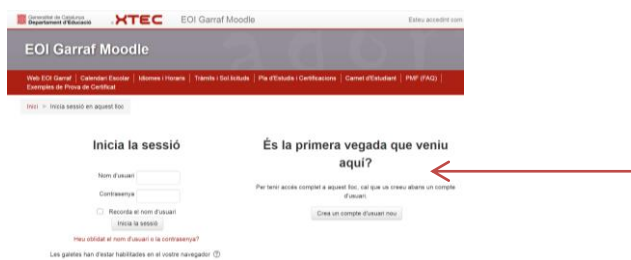 Generalitat de Catalunya
Departament d'Educació
XTEC
EOI Garraf Moodle
Esteu accedint com
EOI Garraf Moodle
Web EOI Garraf | Calendari Escolar | Idiomes i Horaris | Tràmits i Sol.licituds | Pla d'Estudis i Certificacions | Carnet d'Estudiant | PMF (FAQ) |
Exemples de Prova de Certificat
Inici > Inicia sessió en aquest lloc
Inicia la sessió
Nom d'usuari
Contrasenya
Recorda el nom d'usuari
Inicia la sessió
Heu oblidat el nom d'usuari o la contrasenya?
Les galetes han d'estar habilitades en el vostre navegador
És la primera vegada que veniu
aquí?
Per tenir accés complet a aquest lloc, cal que us creeu abans un compte
d'usuari.
Crea un compte d'usuari nou